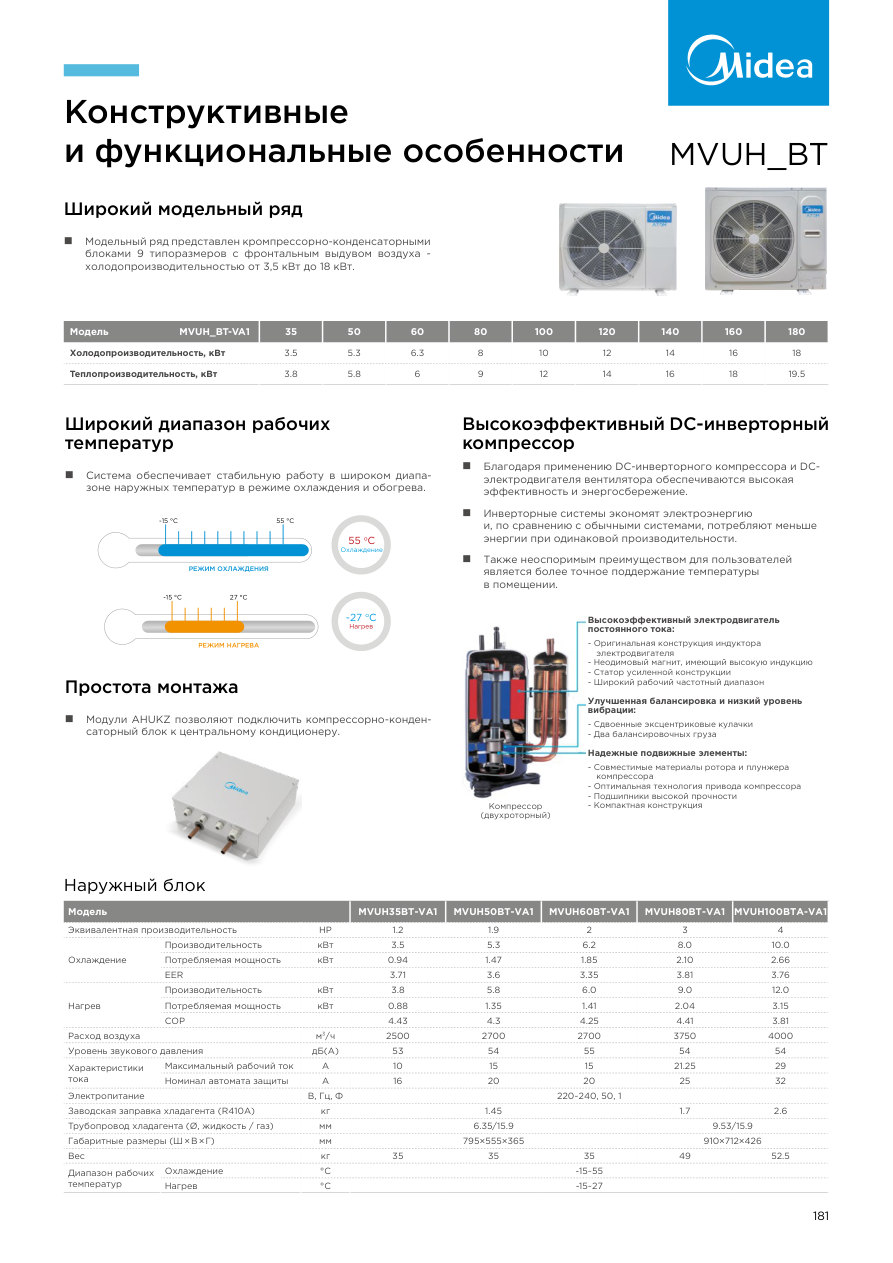 Midea
Конструктивные
и функциональные особенности
MVUH_BT
Широкий модельный ряд
Модельный ряд представлен кромпрессорно-конденсаторными
блоками 9 типоразмеров с фронтальным выдувом воздуха -
холодопроизводительностью от 3,5 кВт до 18 кВт.
Midea
ATOM
Midea
ATOM
Модель MVUH_BT-VA1 35 50 60 80 100 120 140 160 180
Холодопроизводительность, кВт 3.5 5.3 6.3 8 10 12 14 16 18
Теплопроизводительность, кВт 3.8 5.8 6 9 12 14 16 18 19.5
Широкий диапазон рабочих
температур
Система обеспечивает стабильную работу в широком диапа-
зоне наружных температур в режиме охлаждения и обогрева.
-15 °C 55 °C
РЕЖИМ ОХЛАЖДЕНИЯ
55 °C
Охлаждение
-15 °C 27 °C
РЕЖИМ НАГРЕВА
-27 °C
Нагрев
Простота монтажа
Модули AHUKZ позволяют подключить компрессорно-конден-
саторный блок к центральному кондиционеру.
Midea
Высокоэффективный DC-инверторный
компрессор
Благодаря применению DC-инверторного компрессора и DC-
электродвигателя вентилятора обеспечиваются высокая
эффективность и энергосбережение.
Инверторные системы экономят электроэнергию
и, по сравнению с обычными системами, потребляют меньше
энергии при одинаковой производительности.
Также неоспоримым преимуществом для пользователей
является более точное поддержание температуры
в помещении.
Компрессор
(двухроторный)
Высокоэффективный электродвигатель
постоянного тока:
- Оригинальная конструкция индуктора
электродвигателя
- Неодимовый магнит, имеющий высокую индукцию
- Статор усиленной конструкции
- Широкий рабочий частотный диапазон
Улучшенная балансировка и низкий уровень
вибрации:
- Сдвоенные эксцентриковые кулачки
- Два балансировочных груза
Надежные подвижные элементы:
- Совместимые материалы ротора и плунжера
компрессора
- Оптимальная технология привода компрессора
- Подшипники высокой прочности
- Компактная конструкция
Наружный блок
Модель MVUH35BT-VA1 MVUH50BT-VA1 MVUH60BT-VA1 MVUH80BT-VA1 MVUH100BTA-VA1
Эквивалентная производительность HP 1.2 1.9 2 3 4
Производительность кВт 3.5 5.3 6.2 8.0 10.0
Охлаждение Потребляемая мощность кВт 0.94 1.47 1.85 2.10 2.66
EER 3.71 3.6 3.35 3.81 3.76
Производительность кВт 3.8 5.8 6.0 9.0 12.0
Нагрев Потребляемая мощность кВт 0.88 1.35 1.41 2.04 3.15
COP 4.43 4.3 4.25 4.41 3.81
Расход воздуха м³/ч 2500 2700 2700 3750 4000
Уровень звукового давления дБ(А) 53 54 55 54 54
Характеристики тока Максимальный рабочий ток А 10 15 15 21.25 29
Номинал автомата защиты А 16 20 20 25 32
Электропитание В, Гц, Ф 220~240, 50, 1
Заводская заправка хладагента (R410A) кг 1.45 1.7 2.6
Трубопровод хладагента (Ø, жидкость / газ) мм 6.35/15.9 9.53/15.9
Габаритные размеры (Ш×В×Г) мм 795×555×365 910×712×426
Вес кг 35 35 35 49 52.5
Диапазон рабочих температур Охлаждение °C -15~55
Нагрев °C -15~27
181